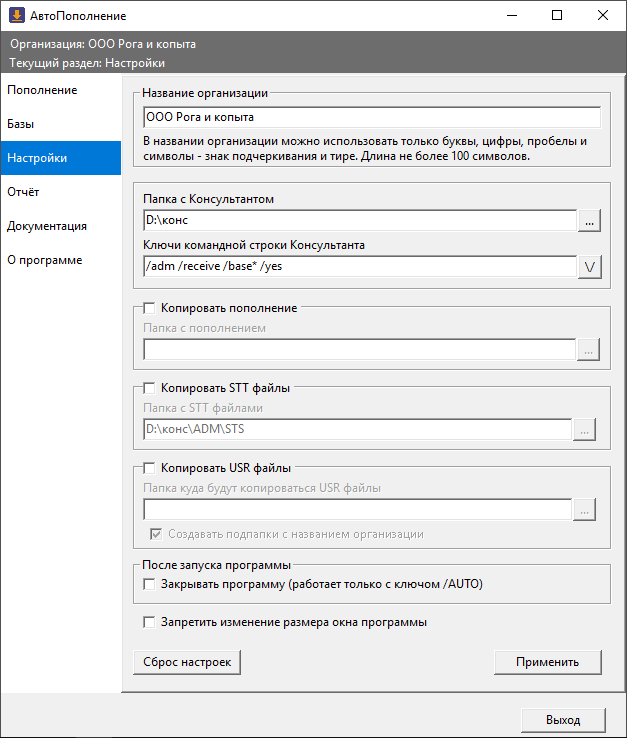 АвтоПополнение
Организация: ООО Рога и копыта
Текущий раздел: Настройки
Пополнение
Базы
Настройки
Отчёт
Документация
О программе
Название организации
ООО Рога и копыта
В названии организации можно использовать только буквы, цифры, пробелы и
символы - знак подчеркивания и тире. Длина не более 100 символов.
Папка с Консультантом
D:\конс
...
Ключи командной строки Консультанта
/adm /receive /base* /yes
\/
Копировать пополнение
Папка с пополнением
...
Копировать STT файлы
Папка с STT файлами
D:\конс\ADM\STS
...
Копировать USR файлы
Папка куда будут копироваться USR файлы
...
Создавать подпапки с названием организации
После запуска программы
Закрывать программу (работает только с ключом /AUTO)
Запретить изменение размера окна программы
Сброс настроек
Применить
Выход